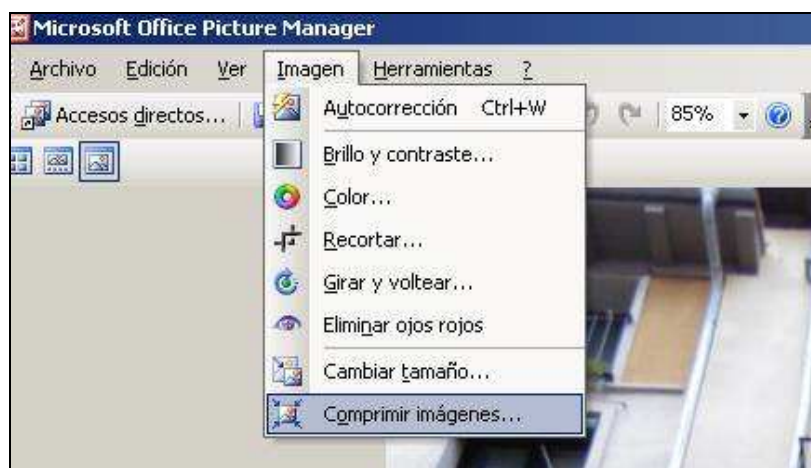 Microsoft Office Picture Manager
Archivo Edición Ver Imagen Herramientas ?
Accesos directos... 85%
Autocorrección Ctrl+W
Brillo y contraste...
Color...
Recortar...
Girar y voltear...
Eliminar ojos rojos
Cambiar tamaño...
Comprimir imágenes...